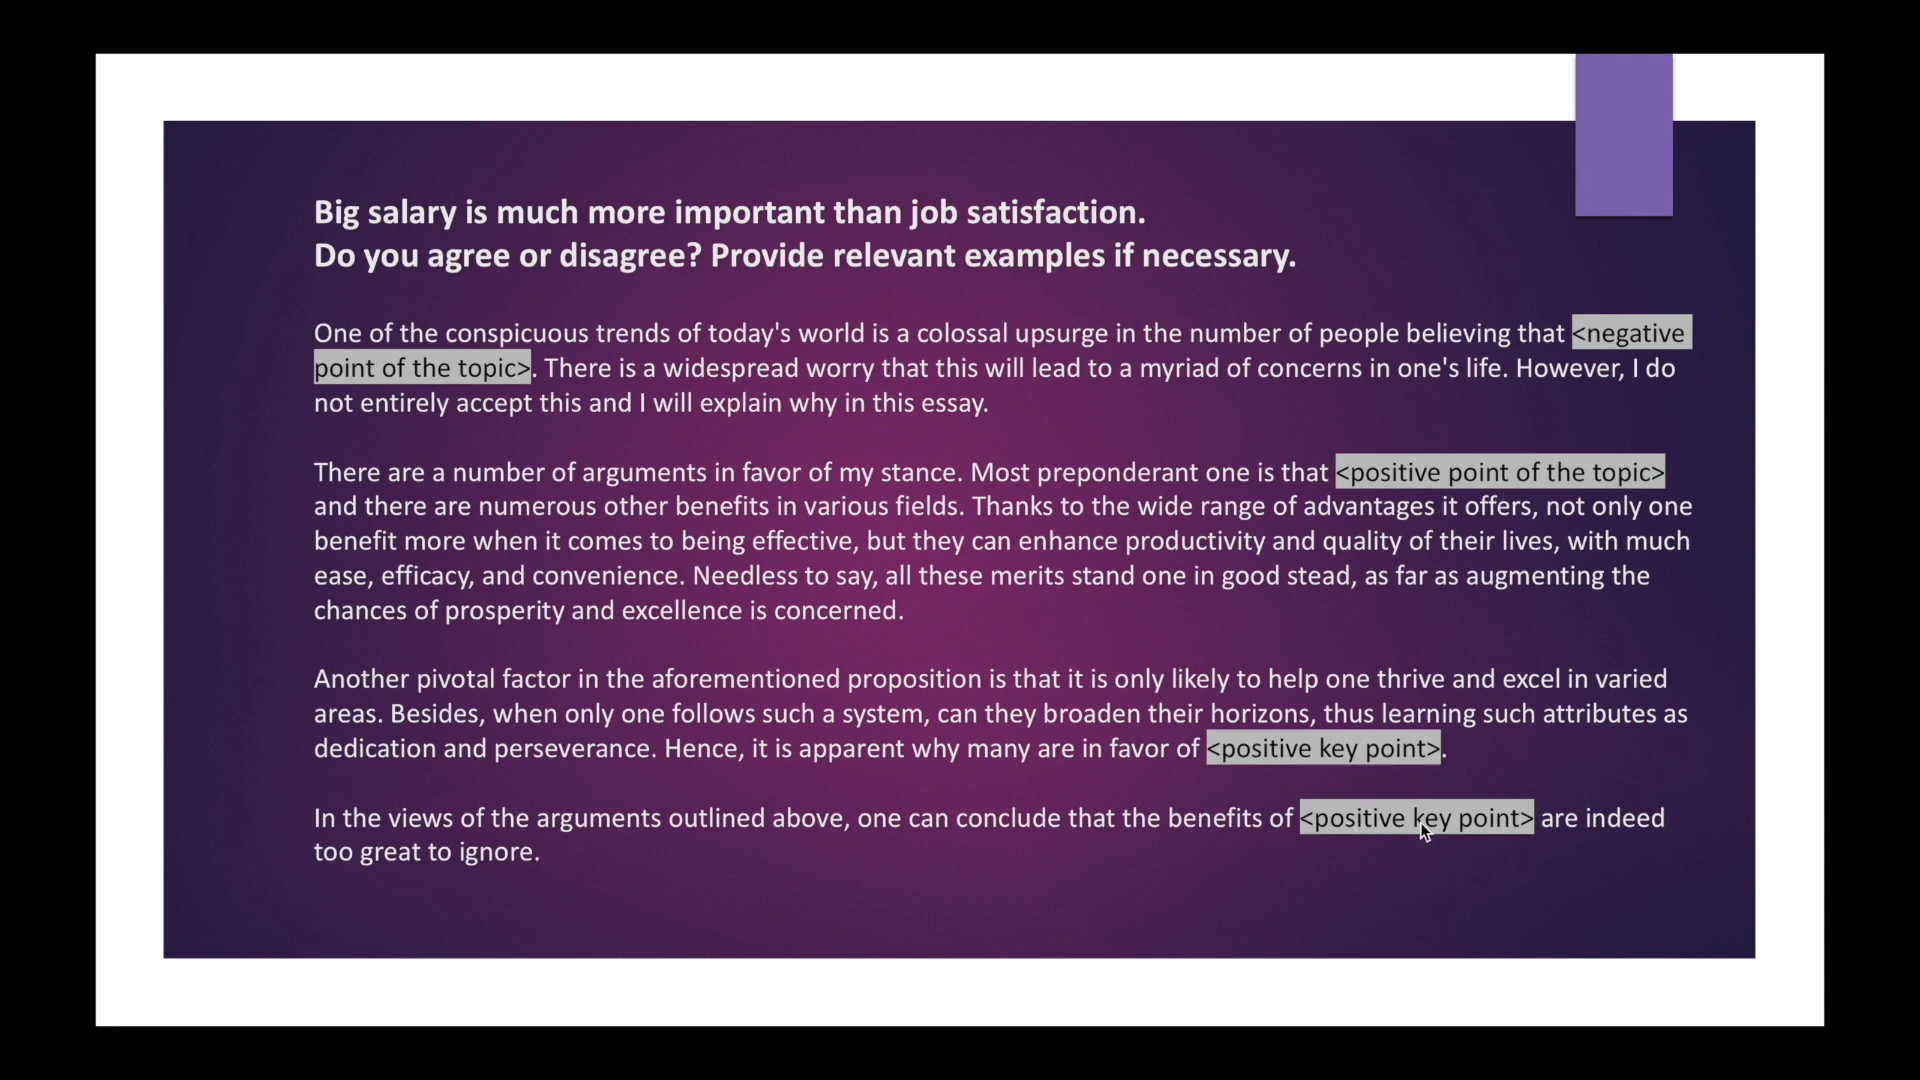 Big salary is much more important than job satisfaction.
Do you agree or disagree? Provide relevant examples if necessary.
One of the conspicuous trends of today's world is a colossal upsurge in the number of people believing that <negative
point of the topic>. There is a widespread worry that this will lead to a myriad of concerns in one's life. However, I do
not entirely accept this and I will explain why in this essay.
There are a number of arguments in favor of my stance. Most preponderant one is that <positive point of the topic>
and there are numerous other benefits in various fields. Thanks to the wide range of advantages it offers, not only one
benefit more when it comes to being effective, but they can enhance productivity and quality of their lives, with much
ease, efficacy, and convenience. Needless to say, all these merits stand one in good stead, as far as augmenting the
chances of prosperity and excellence is concerned.
Another pivotal factor in the aforementioned proposition is that it is only likely to help one thrive and excel in varied
areas. Besides, when only one follows such a system, can they broaden their horizons, thus learning such attributes as
dedication and perseverance. Hence, it is apparent why many are in favor of <positive key point>.
In the views of the arguments outlined above, one can conclude that the benefits of <positive key point> are indeed
too great to ignore.